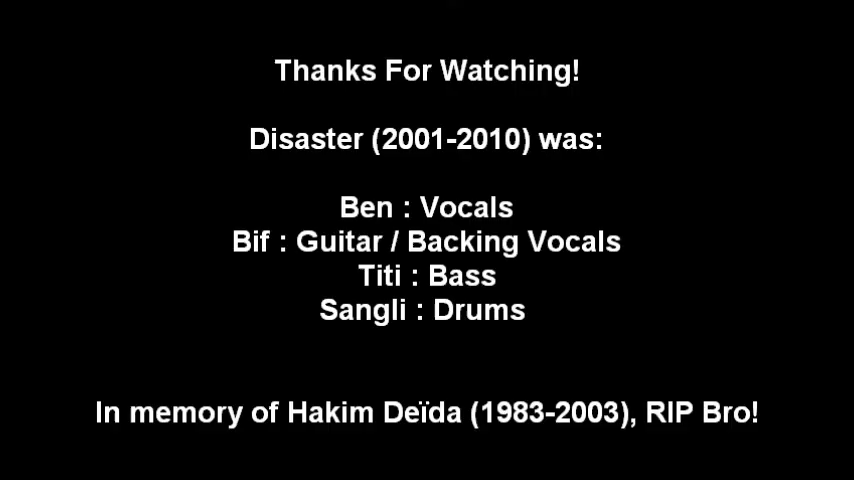 Thanks For Watching!
Disaster (2001-2010) was:
Ben : Vocals
Bif : Guitar / Backing Vocals
Titi : Bass
Sangli : Drums
In memory of Hakim Deïda (1983-2003), RIP Bro!